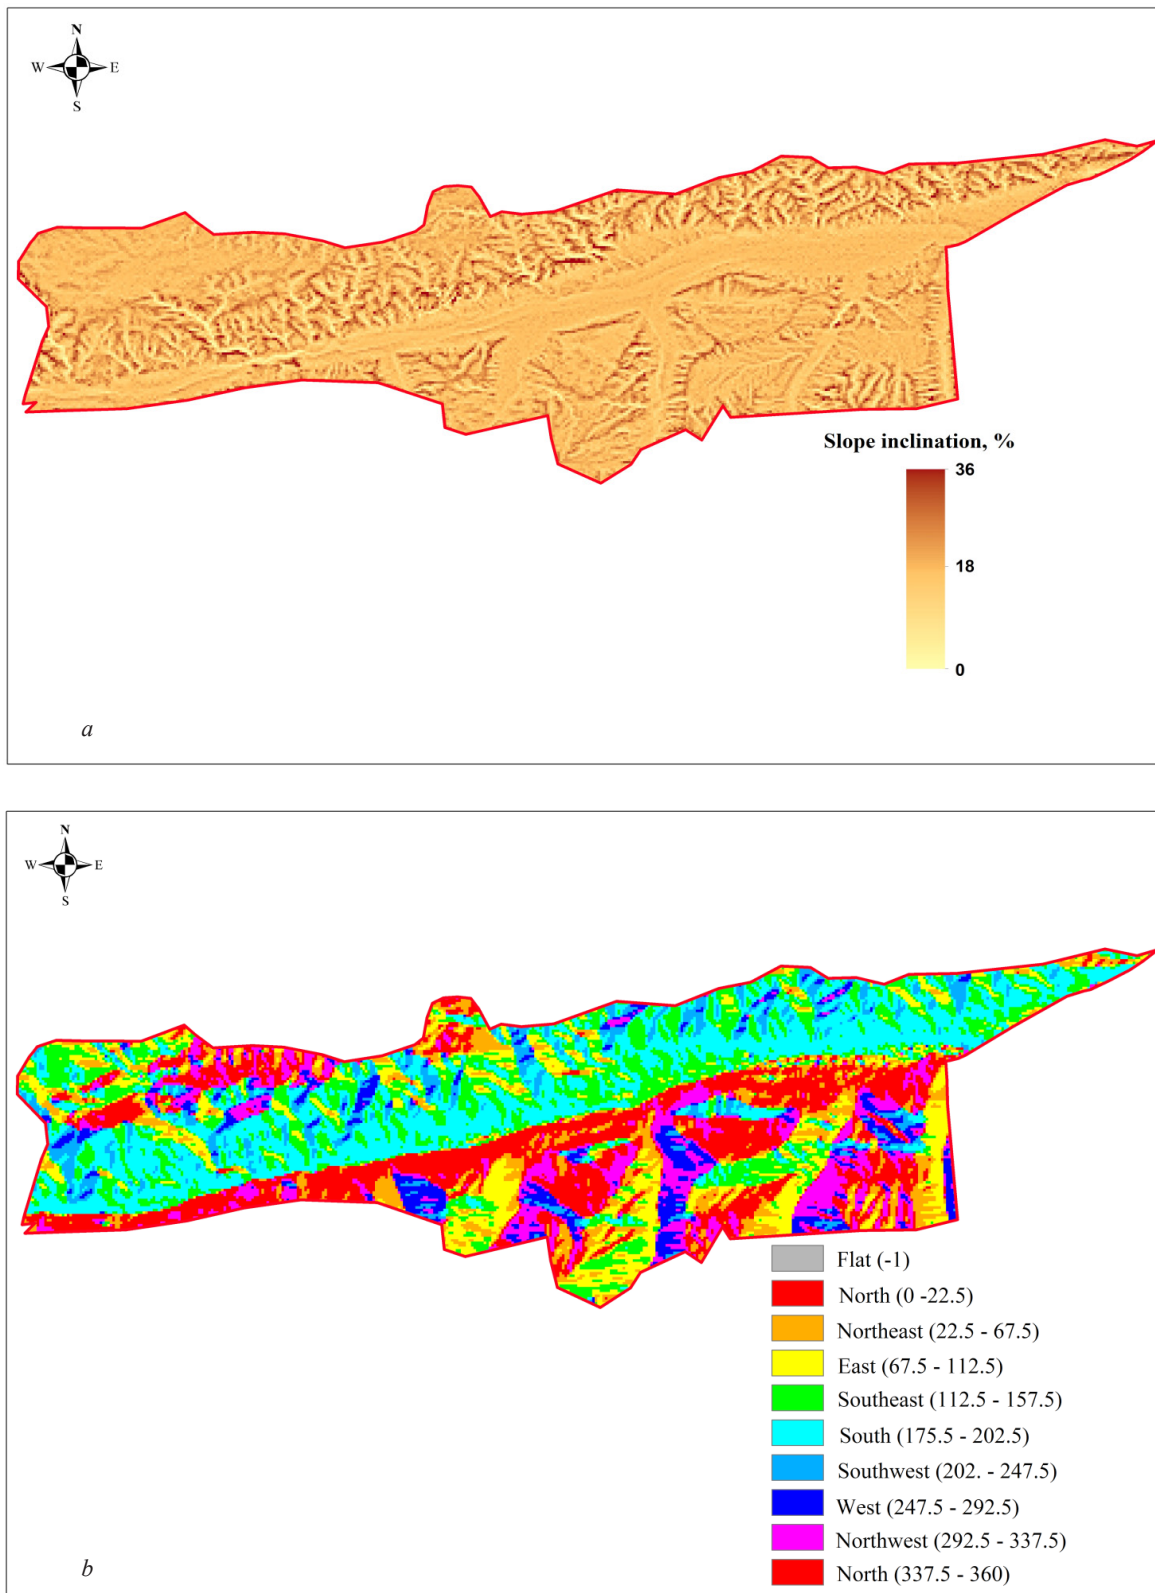 N
W E
S
Slope inclination, %
36
18
0
a
N
W E
S
Flat (-1)
North (0 -22.5)
Northeast (22.5 - 67.5)
East (67.5 - 112.5)
Southeast (112.5 - 157.5)
South (175.5 - 202.5)
Southwest (202. - 247.5)
West (247.5 - 292.5)
Northwest (292.5 - 337.5)
North (337.5 - 360)
b